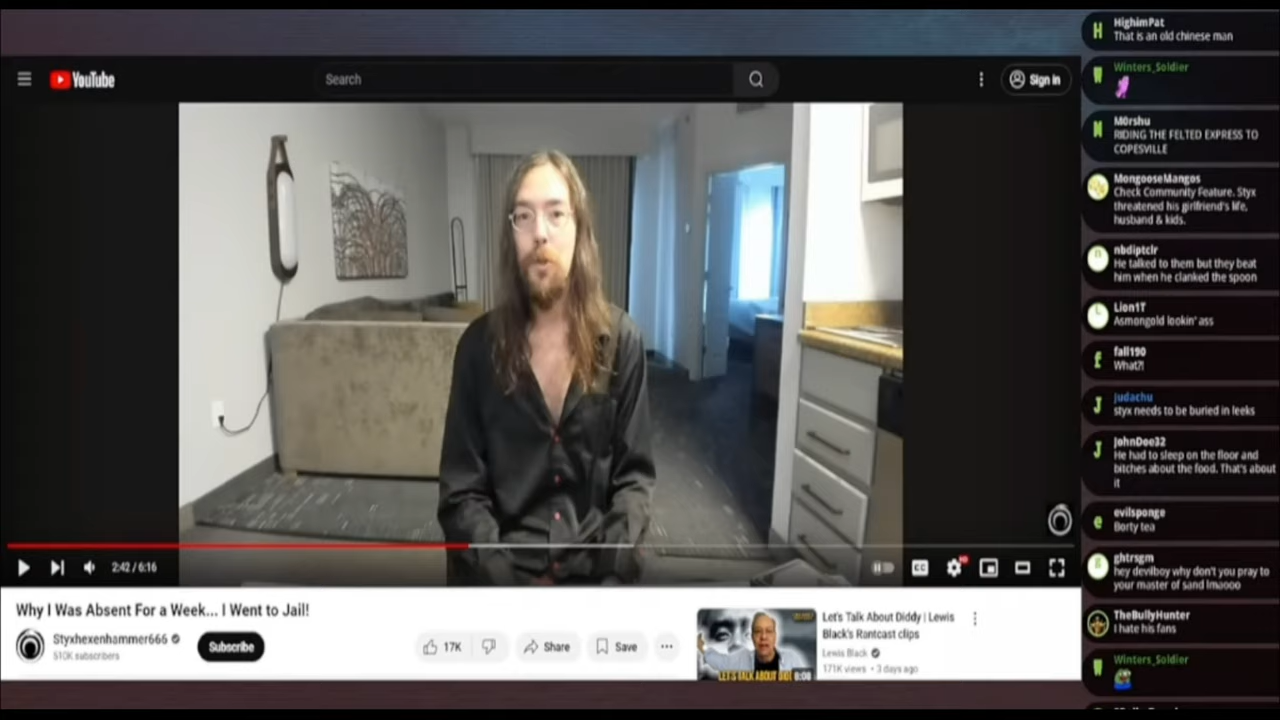 YouTube
Search
Sign in
2:42 / 6:16
CC
HD
Why I Was Absent For a Week... I Went to Jail!
Styxhexenhammer666
510K subscribers
Subscribe
17K
Share
Save
LET'S TALK ABOUT DIDDY
8:08
Let's Talk About Diddy | Lewis
Black's Rantcast clips
Lewis Black
171K views • 3 days ago
HighimPat
That is an old chinese man
Winters_Soldier
M0rshu
RIDING THE FELTED EXPRESS TO
COPESVILLE
MongooseMangos
Check Community Feature. Styx
threatened his girlfriend's life,
husband & kids.
nbdiptclr
He talked to them but they beat
him when he clanked the spoon
Lion1T
Asmongold lookin' ass
fall190
What?!
Judachu
styx needs to be buried in leeks
JohnDoe32
He had to sleep on the floor and
bitches about the food. That's about
it
evilsponge
Borty tea
ghtrsgm
hey devilboy why don't you pray to
your master of sand lmaooo
TheBullyHunter
I hate his fans
Winters_Soldier